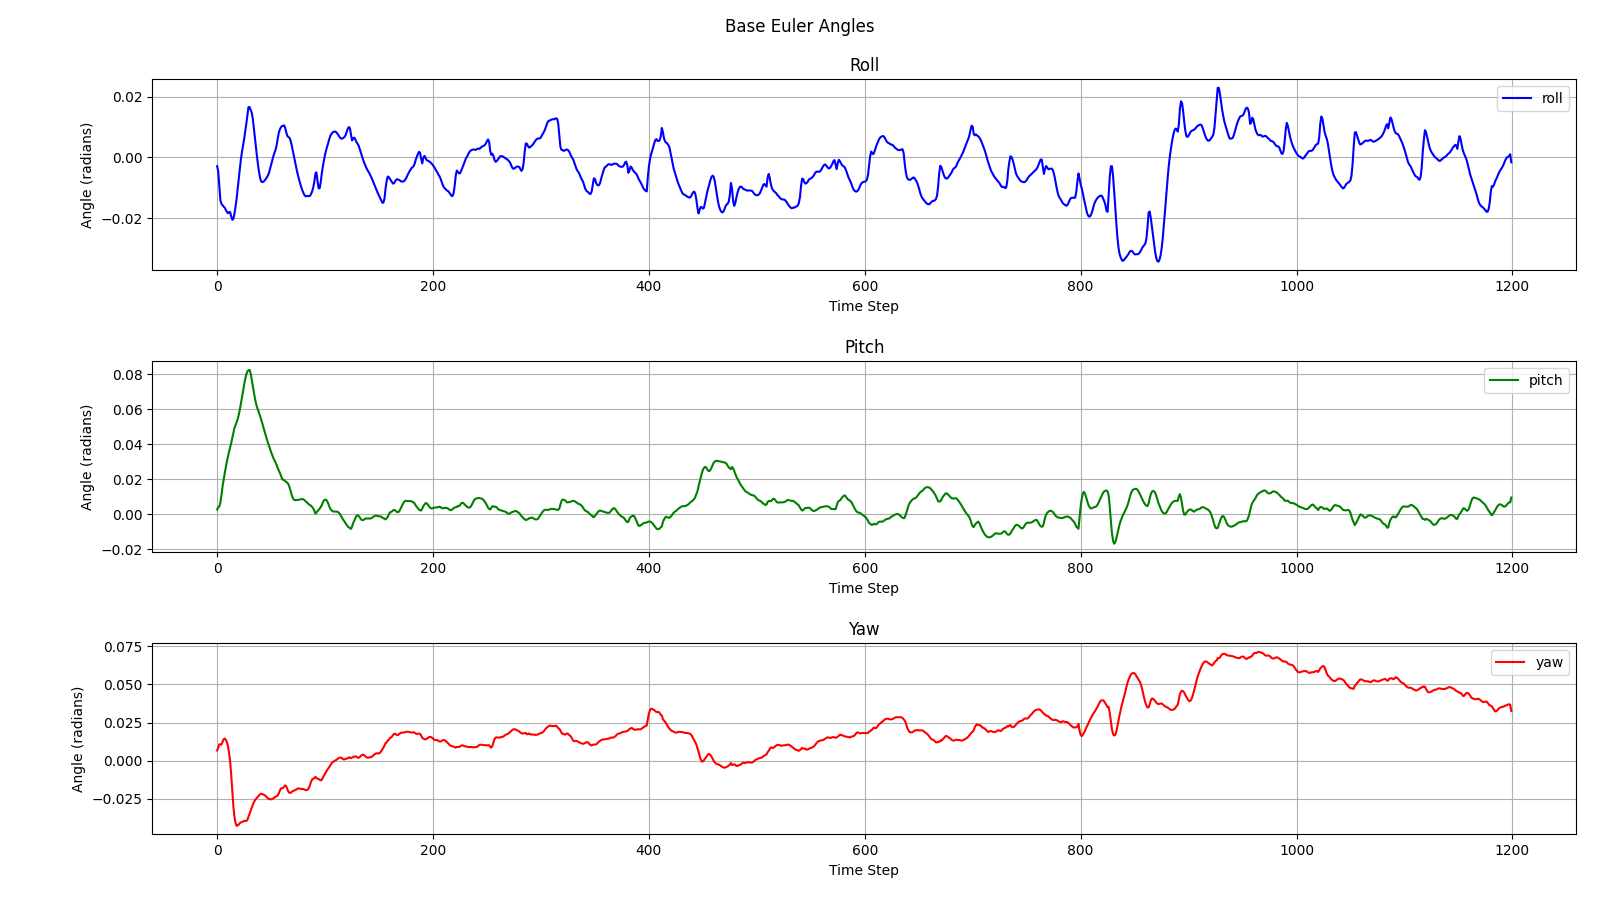 Base Euler Angles
Roll
0.02
0.00
−0.02
Angle (radians)
roll
0 200 400 600 800 1000 1200
Time Step
Pitch
0.08
0.06
0.04
0.02
0.00
−0.02
Angle (radians)
pitch
0 200 400 600 800 1000 1200
Time Step
Yaw
0.075
0.050
0.025
0.000
−0.025
Angle (radians)
yaw
0 200 400 600 800 1000 1200
Time Step